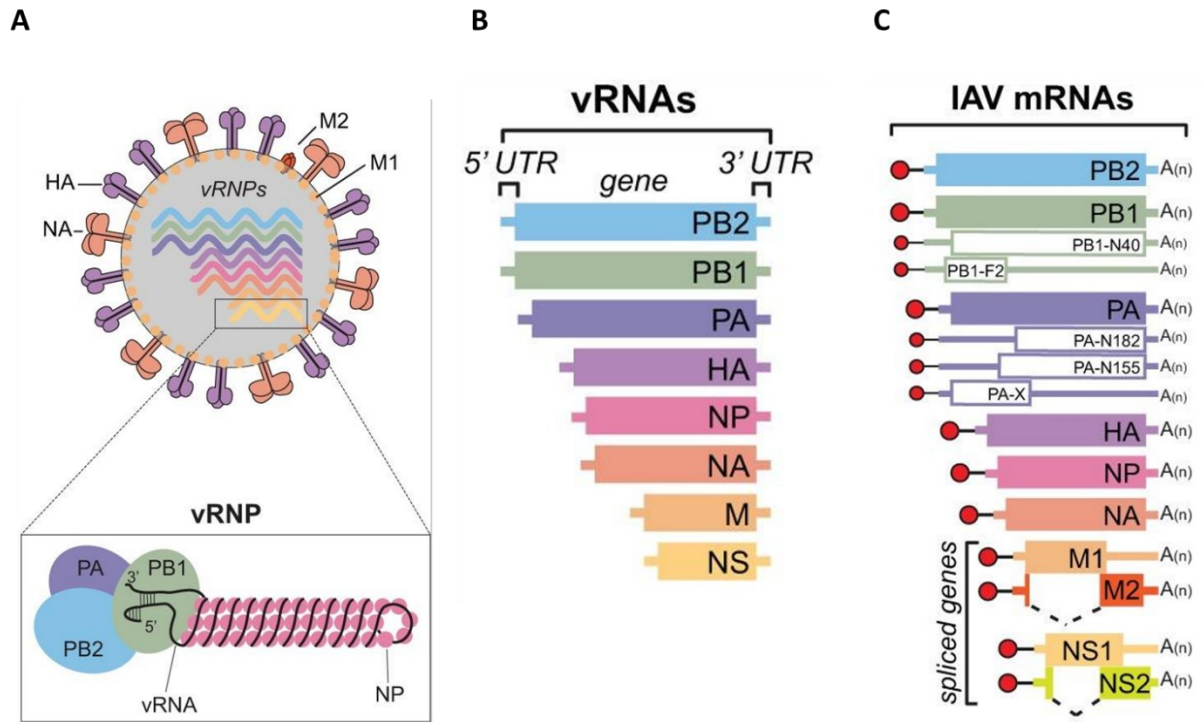 A
B
C
M2
M1
HA
NA
vRNPs
vRNP
PA
PB1
3’
5’
PB2
vRNA
NP
vRNAs
5’ UTR
3’ UTR
gene
PB2
PB1
PA
HA
NP
NA
M
NS
IAV mRNAs
PB2 A(n)
PB1 A(n)
PB1-N40 A(n)
PB1-F2 A(n)
PA A(n)
PA-N182 A(n)
PA-N155 A(n)
PA-X A(n)
HA A(n)
NP A(n)
NA A(n)
spliced genes
M1 A(n)
M2 A(n)
NS1 A(n)
NS2 A(n)